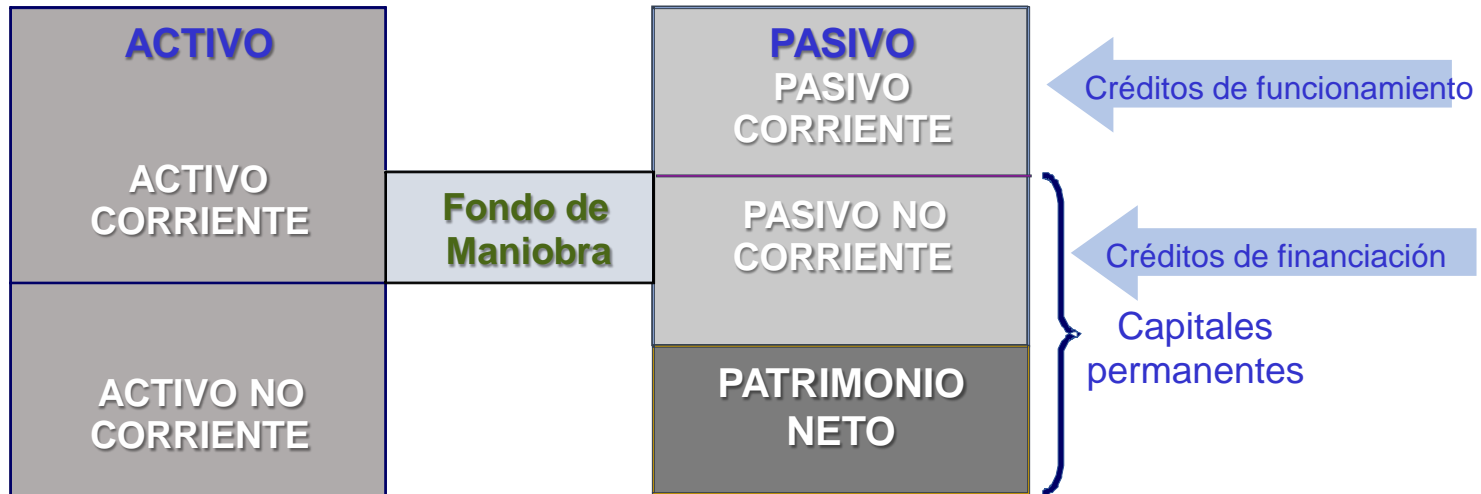 ACTIVO
ACTIVO
CORRIENTE
ACTIVO NO
CORRIENTE
Fondo de
Maniobra
PASIVO
PASIVO
CORRIENTE
PASIVO NO
CORRIENTE
PATRIMONIO
NETO
Créditos de funcionamiento
Créditos de financiación
Capitales
permanentes